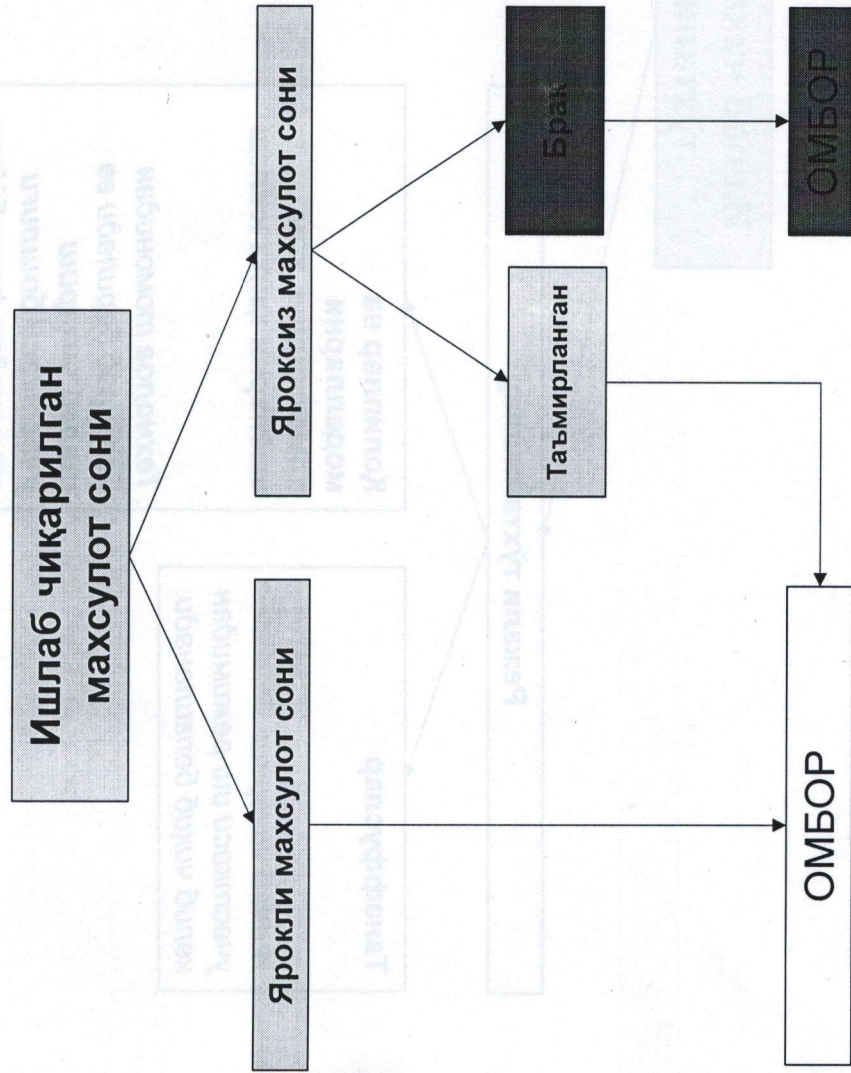 Ишлаб чиқарилган
махсулот сони
Ярокли махсулот сони
Яроксиз махсулот сони
Таъмирланган
Брак
ОМБОР
ОМБОР